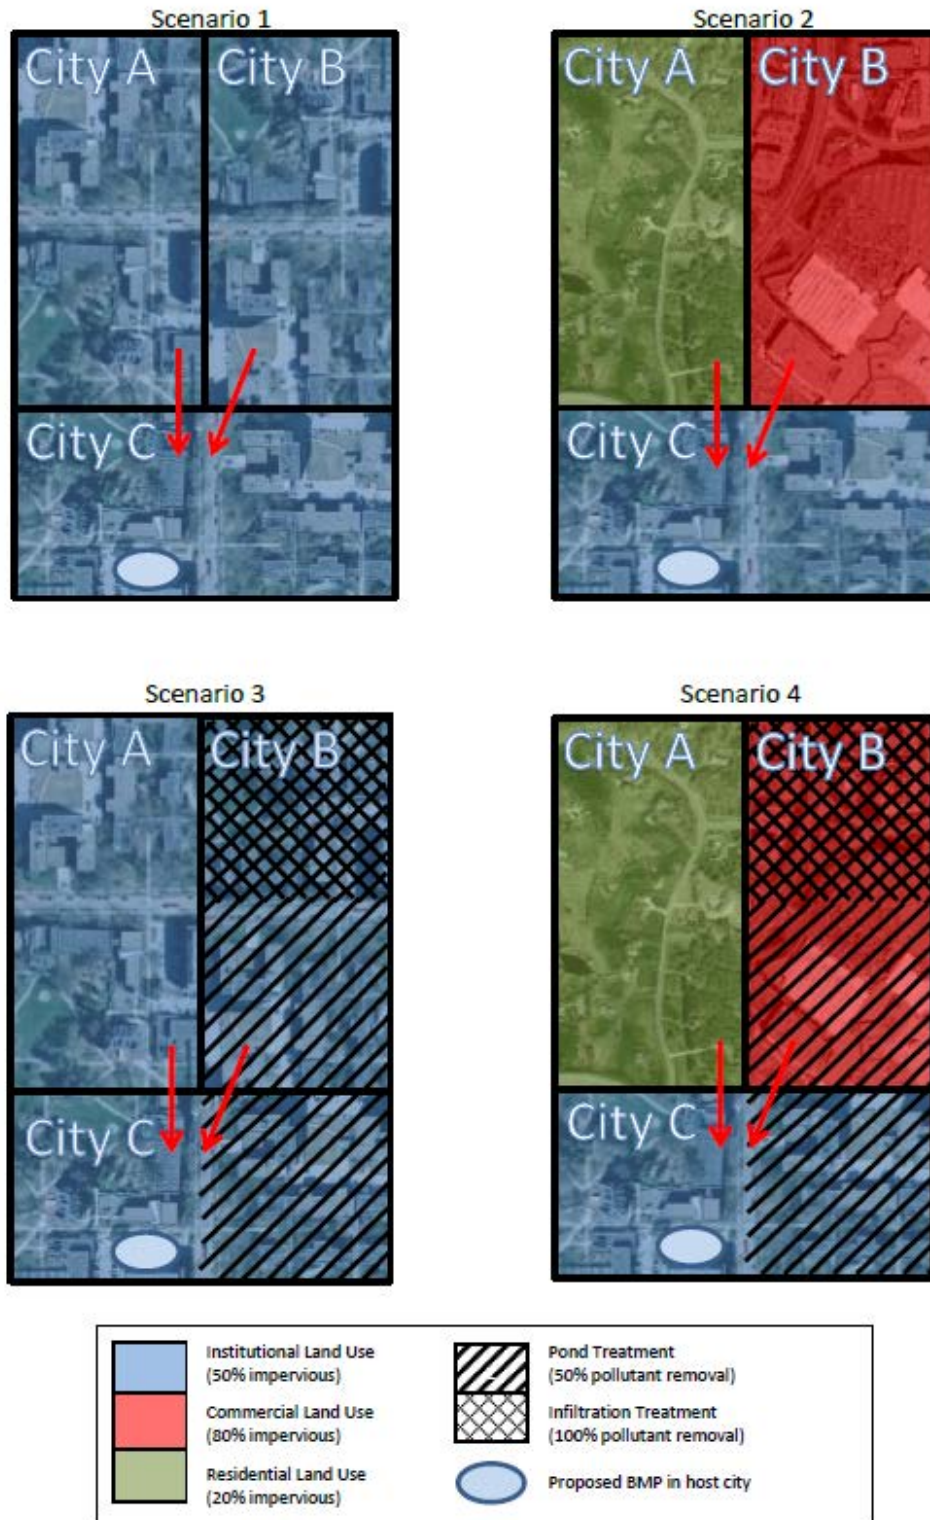 Scenario 1
Scenario 2
City A
City B
City A
City B
City C
City C
Scenario 3
Scenario 4
City A
City B
City A
City B
City C
City C
Institutional Land Use
(50% impervious)
Pond Treatment
(50% pollutant removal)
Commercial Land Use
(80% impervious)
Infiltration Treatment
(100% pollutant removal)
Residential Land Use
(20% impervious)
Proposed BMP in host city